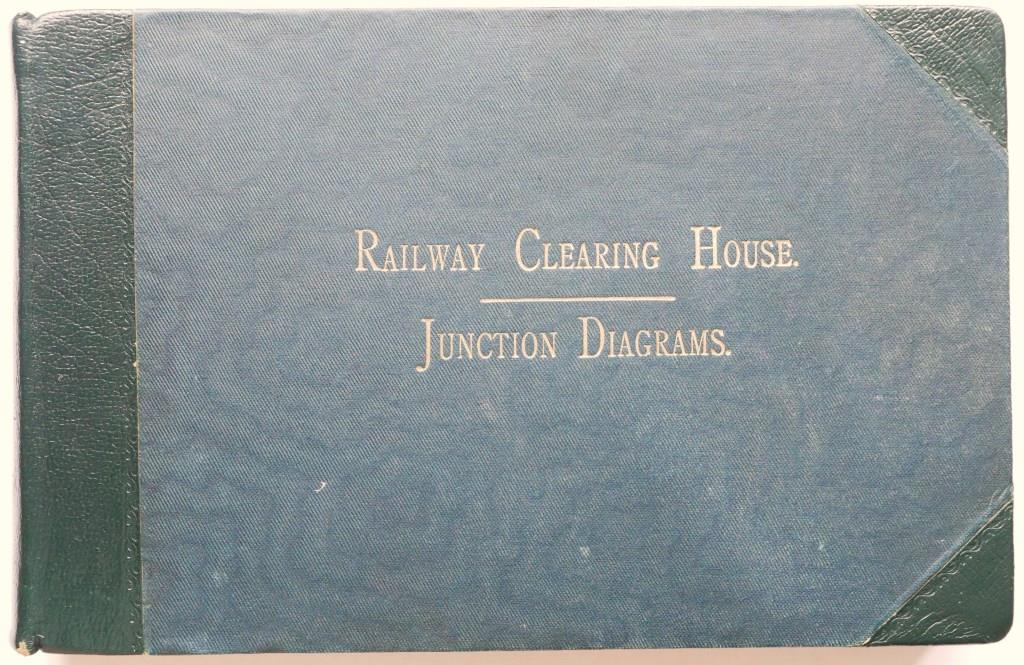 RAILWAY CLEARING HOUSE.
JUNCTION DIAGRAMS.